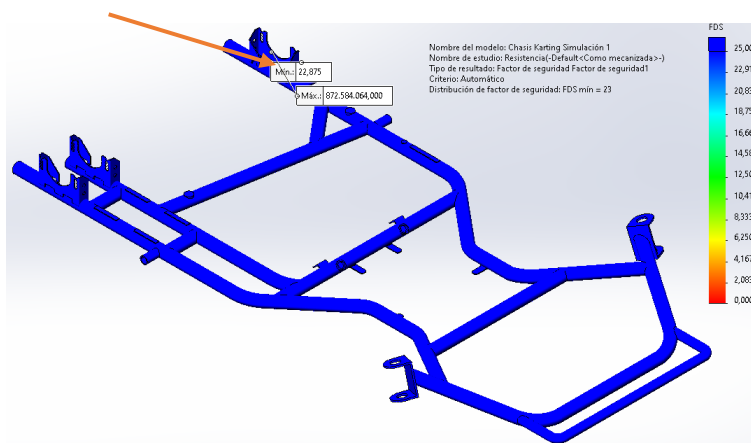 FDS
Nombre del modelo: Chasis Karting Simulación 1
Nombre de estudio: Resistencia(-Default<Como mecanizada>-)
Tipo de resultado: Factor de seguridad Factor de seguridad1
Criterio: Automático
Distribución de factor de seguridad: FDS mín = 23
Mín.: 22,875
Máx.: 872.584.064,000
25,00
22,91
20,83
18,75
16,66
14,58
12,50
10,41
8,333
6,250
4,167
2,083
0,000